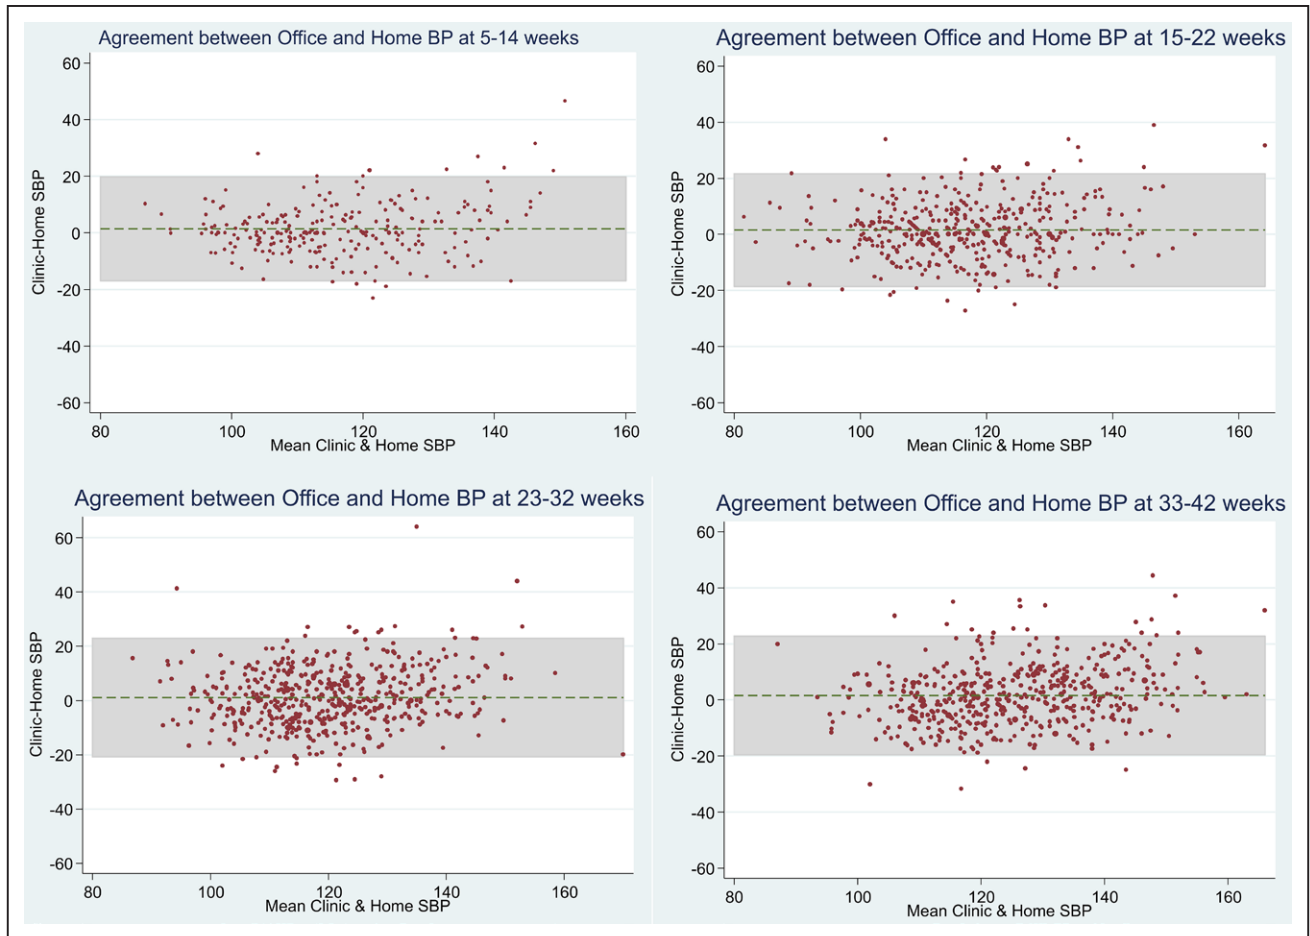 Agreement between Office and Home BP at 5-14 weeks
60
40
20
0
-20
-40
-60
Clinic-Home SBP
80 100 120 140 160
Mean Clinic & Home SBP
Agreement between Office and Home BP at 15-22 weeks
60
40
20
0
-20
-40
-60
Clinic-Home SBP
80 100 120 140 160
Mean Clinic & Home SBP
Agreement between Office and Home BP at 23-32 weeks
60
40
20
0
-20
-40
-60
Clinic-Home SBP
80 100 120 140 160
Mean Clinic & Home SBP
Agreement between Office and Home BP at 33-42 weeks
60
40
20
0
-20
-40
-60
Clinic-Home SBP
80 100 120 140 160
Mean Clinic & Home SBP